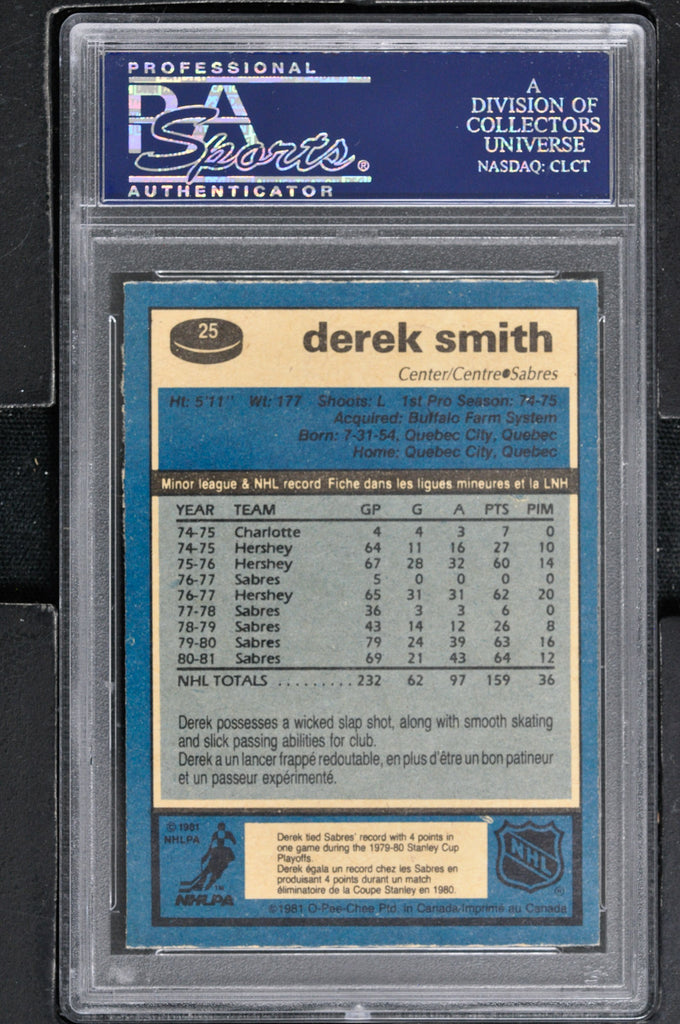 PROFESSIONAL
PSA
Sports®
AUTHENTICATOR
A
DIVISION OF
COLLECTORS
UNIVERSE
NASDAQ: CLCT
25
derek smith
Center/Centre•Sabres
Ht: 5'11" Wt: 177 Shoots: L 1st Pro Season: 74-75
Acquired: Buffalo Farm System
Born: 7-31-54, Quebec City, Quebec
Home: Quebec City, Quebec
Minor league & NHL record Fiche dans les ligues mineures et la LNH
YEAR TEAM GP G A PTS PIM
74-75 Charlotte 4 4 3 7 0
74-75 Hershey 64 11 16 27 10
75-76 Hershey 67 28 32 60 14
76-77 Sabres 5 0 0 0 0
76-77 Hershey 65 31 31 62 20
77-78 Sabres 36 3 3 6 0
78-79 Sabres 43 14 12 26 8
79-80 Sabres 79 24 39 63 16
80-81 Sabres 69 21 43 64 12
NHL TOTALS ......... 232 62 97 159 36
Derek possesses a wicked slap shot, along with smooth skating
and slick passing abilities for club.
Derek a un lancer frappé redoutable, en plus d'être un bon patineur
et un passeur expérimenté.
© 1981
NHLPA
TM
NHLPA
Derek tied Sabres' record with 4 points in
one game during the 1979-80 Stanley Cup
Playoffs.
Derek égala un record chez les Sabres en
produisant 4 points durant un match
éliminatoire de la Coupe Stanley en 1980.
NHL
®
©1981 O-Pee-Chee Ptd. in Canada/Imprimé au Canada